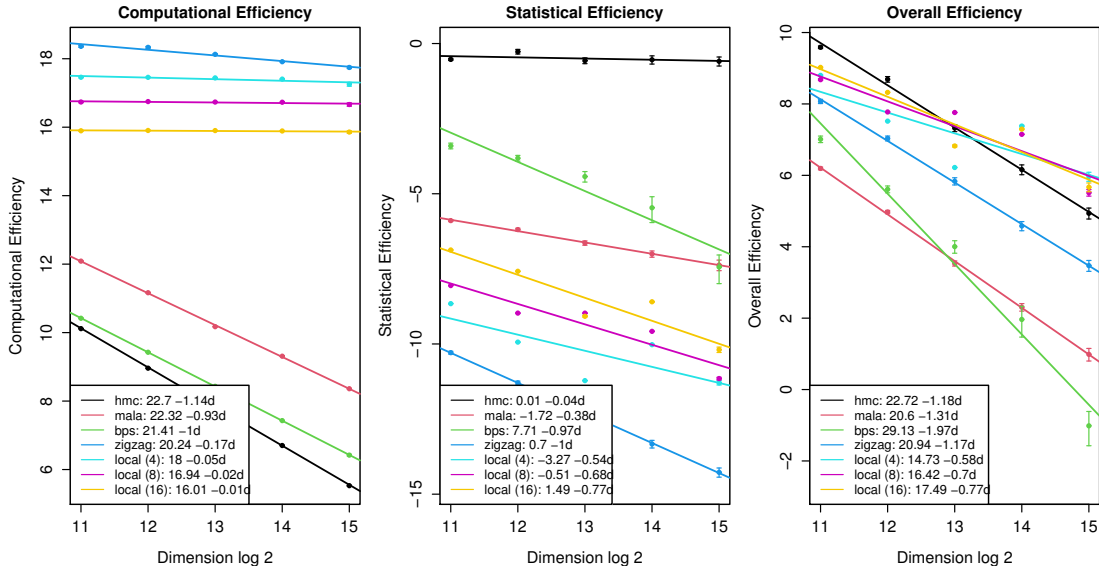 Computational Efficiency
Computational Efficiency
18
16
14
12
10
8
6
hmc: 22.7 −1.14d
mala: 22.32 −0.93d
bps: 21.41 −1d
zigzag: 20.24 −0.17d
local (4): 18 −0.05d
local (8): 16.94 −0.02d
local (16): 16.01 −0.01d
11 12 13 14 15
Dimension log 2
Statistical Efficiency
Statistical Efficiency
0
−5
−10
−15
hmc: 0.01 −0.04d
mala: −1.72 −0.38d
bps: 7.71 −0.97d
zigzag: 0.7 −1d
local (4): −3.27 −0.54d
local (8): −0.51 −0.68d
local (16): 1.49 −0.77d
11 12 13 14 15
Dimension log 2
Overall Efficiency
Overall Efficiency
10
8
6
4
2
0
−2
hmc: 22.72 −1.18d
mala: 20.6 −1.31d
bps: 29.13 −1.97d
zigzag: 20.94 −1.17d
local (4): 14.73 −0.58d
local (8): 16.42 −0.7d
local (16): 17.49 −0.77d
11 12 13 14 15
Dimension log 2